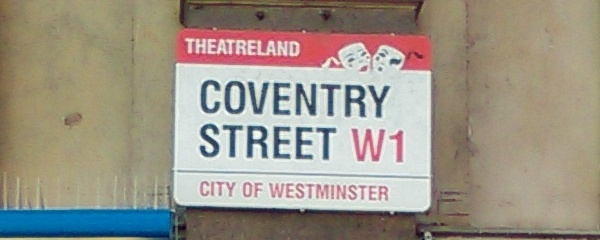 THEATRELAND
COVENTRY
STREET W1
CITY OF WESTMINSTER